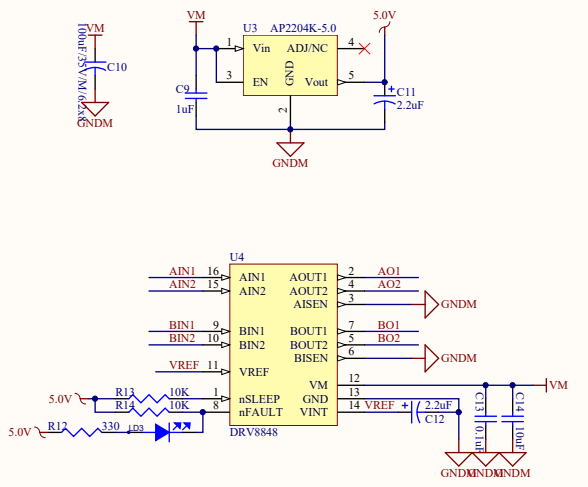 VM
100uF/35V/M/6.2x8
C10
GNDM
VM
U3 AP2204K-5.0
5.0V
1 Vin ADJ/NC 4
3 EN GND Vout 5
2
C9
1uF
C11
2.2uF
GNDM
U4
AIN1 16 AIN1 AOUT1 2 AO1
AIN2 15 AIN2 AOUT2 4 AO2
AISEN 3 GNDM
BIN1 9 BIN1 BOUT1 7 BO1
BIN2 10 BIN2 BOUT2 5 BO2
BISEN 6 GNDM
VREF 11 VREF
VM 12 VM
5.0V R13 10K 1 nSLEEP GND 13
R14 10K 8 nFAULT VINT 14 VREF 2.2uF
C12
5.0V R12 330 LD3
DRV8848
C13
0.1uF
C14
10uF
GNDM GNDM GNDM